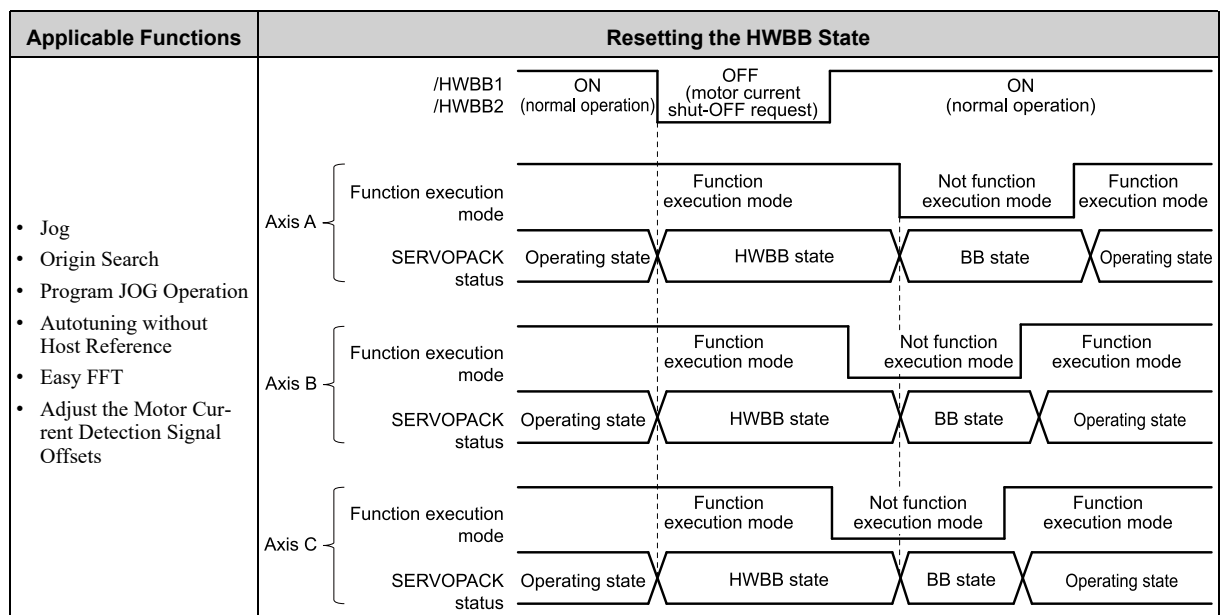 Applicable Functions
Resetting the HWBB State
• Jog
• Origin Search
• Program JOG Operation
• Autotuning without
Host Reference
• Easy FFT
• Adjust the Motor Cur-
rent Detection Signal
Offsets
/HWBB1
/HWBB2
ON
(normal operation)
OFF
(motor current
shut-OFF request)
ON
(normal operation)
Axis A
Function execution
mode
Function
execution mode
Not function
execution mode
Function
execution mode
SERVOPACK
status
Operating state
HWBB state
BB state
Operating state
Axis B
Function execution
mode
Function
execution mode
Not function
execution mode
Function
execution mode
SERVOPACK
status
Operating state
HWBB state
BB state
Operating state
Axis C
Function execution
mode
Function
execution mode
Not function
execution mode
Function
execution mode
SERVOPACK
status
Operating state
HWBB state
BB state
Operating state